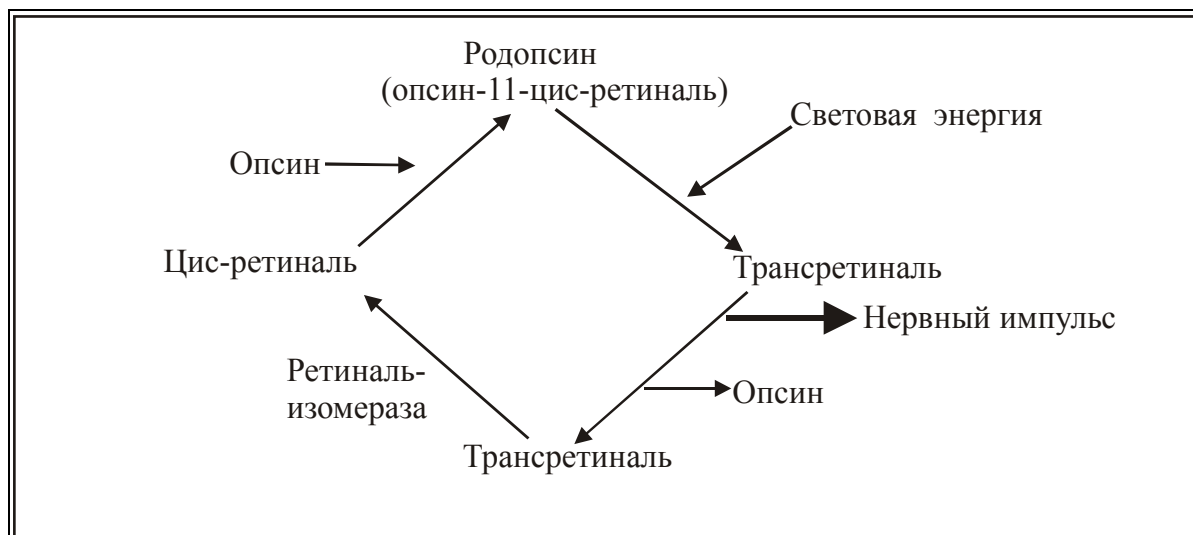 Родопсин
(опсин-11-цис-ретиналь)
Световая энергия
Опсин
Цис-ретиналь
Трансретиналь
Нервный импульс
Ретиналь-
изомераза
Опсин
Трансретиналь